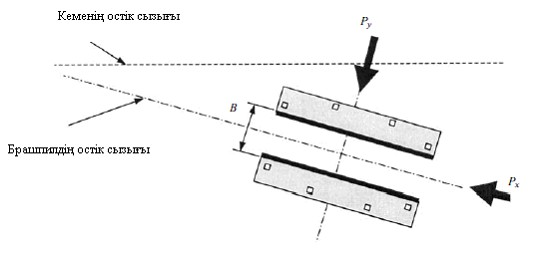 Кеменің остік сызығы
Py
B
Брашпилдің остік сызығы
Px